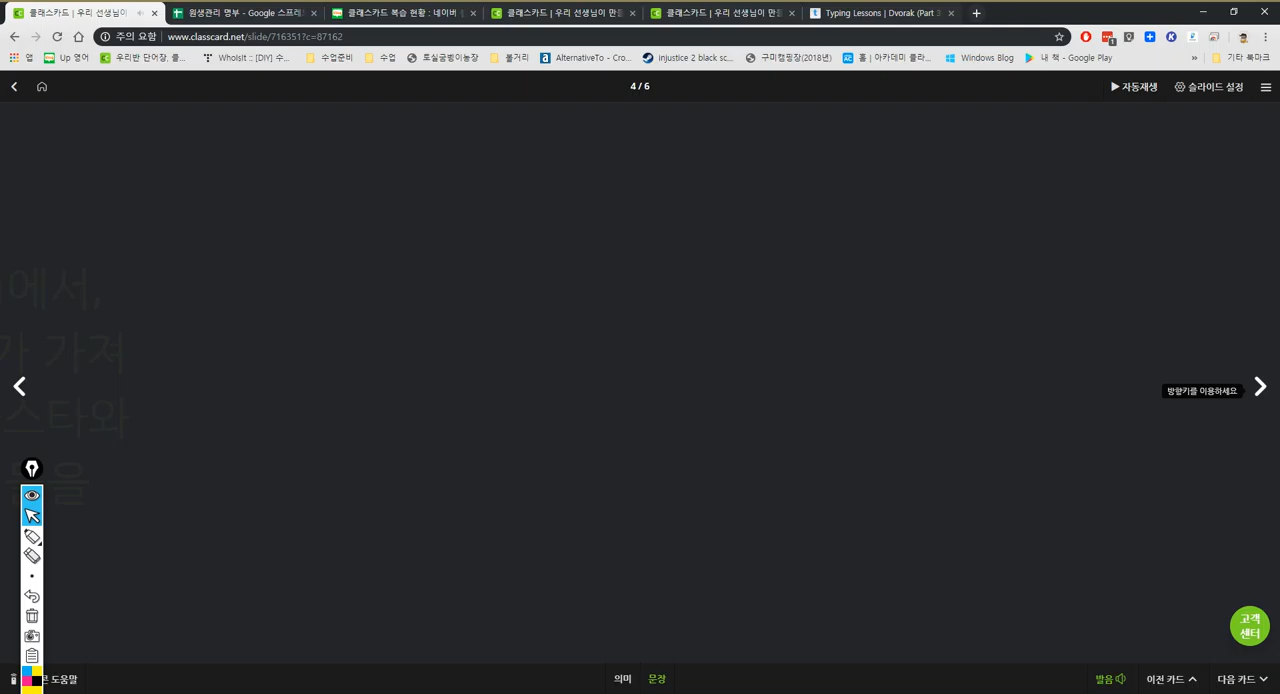 클래스카드 | 우리 선생님이
원생관리 명부 - Google 스프레
클래스카드 복습 현황 : 네이버
클래스카드 | 우리 선생님이 만
클래스카드 | 우리 선생님이 만
Typing Lessons | Dvorak (Part 3
주의 요함 | www.classcard.net/slide/716351?c=87162
앱 Up 영어 우리반 단어장, 클... WhoIsIt :: [DIY] 수... 수업준비 수업 토실굼벵이농장 볼거리 AlternativeTo - Cro... injustice 2 black sc... 구미캠핑장(2018년) 홈 | 아카데미 클라... Windows Blog 내 책 - Google Play » 기타 북마크
4 / 6
자동재생 슬라이드 설정
에서,
가 가져
스타와
을
방향키를 이용하세요
고객
센터
도움말
의미 문장
발음 이전 카드 다음 카드